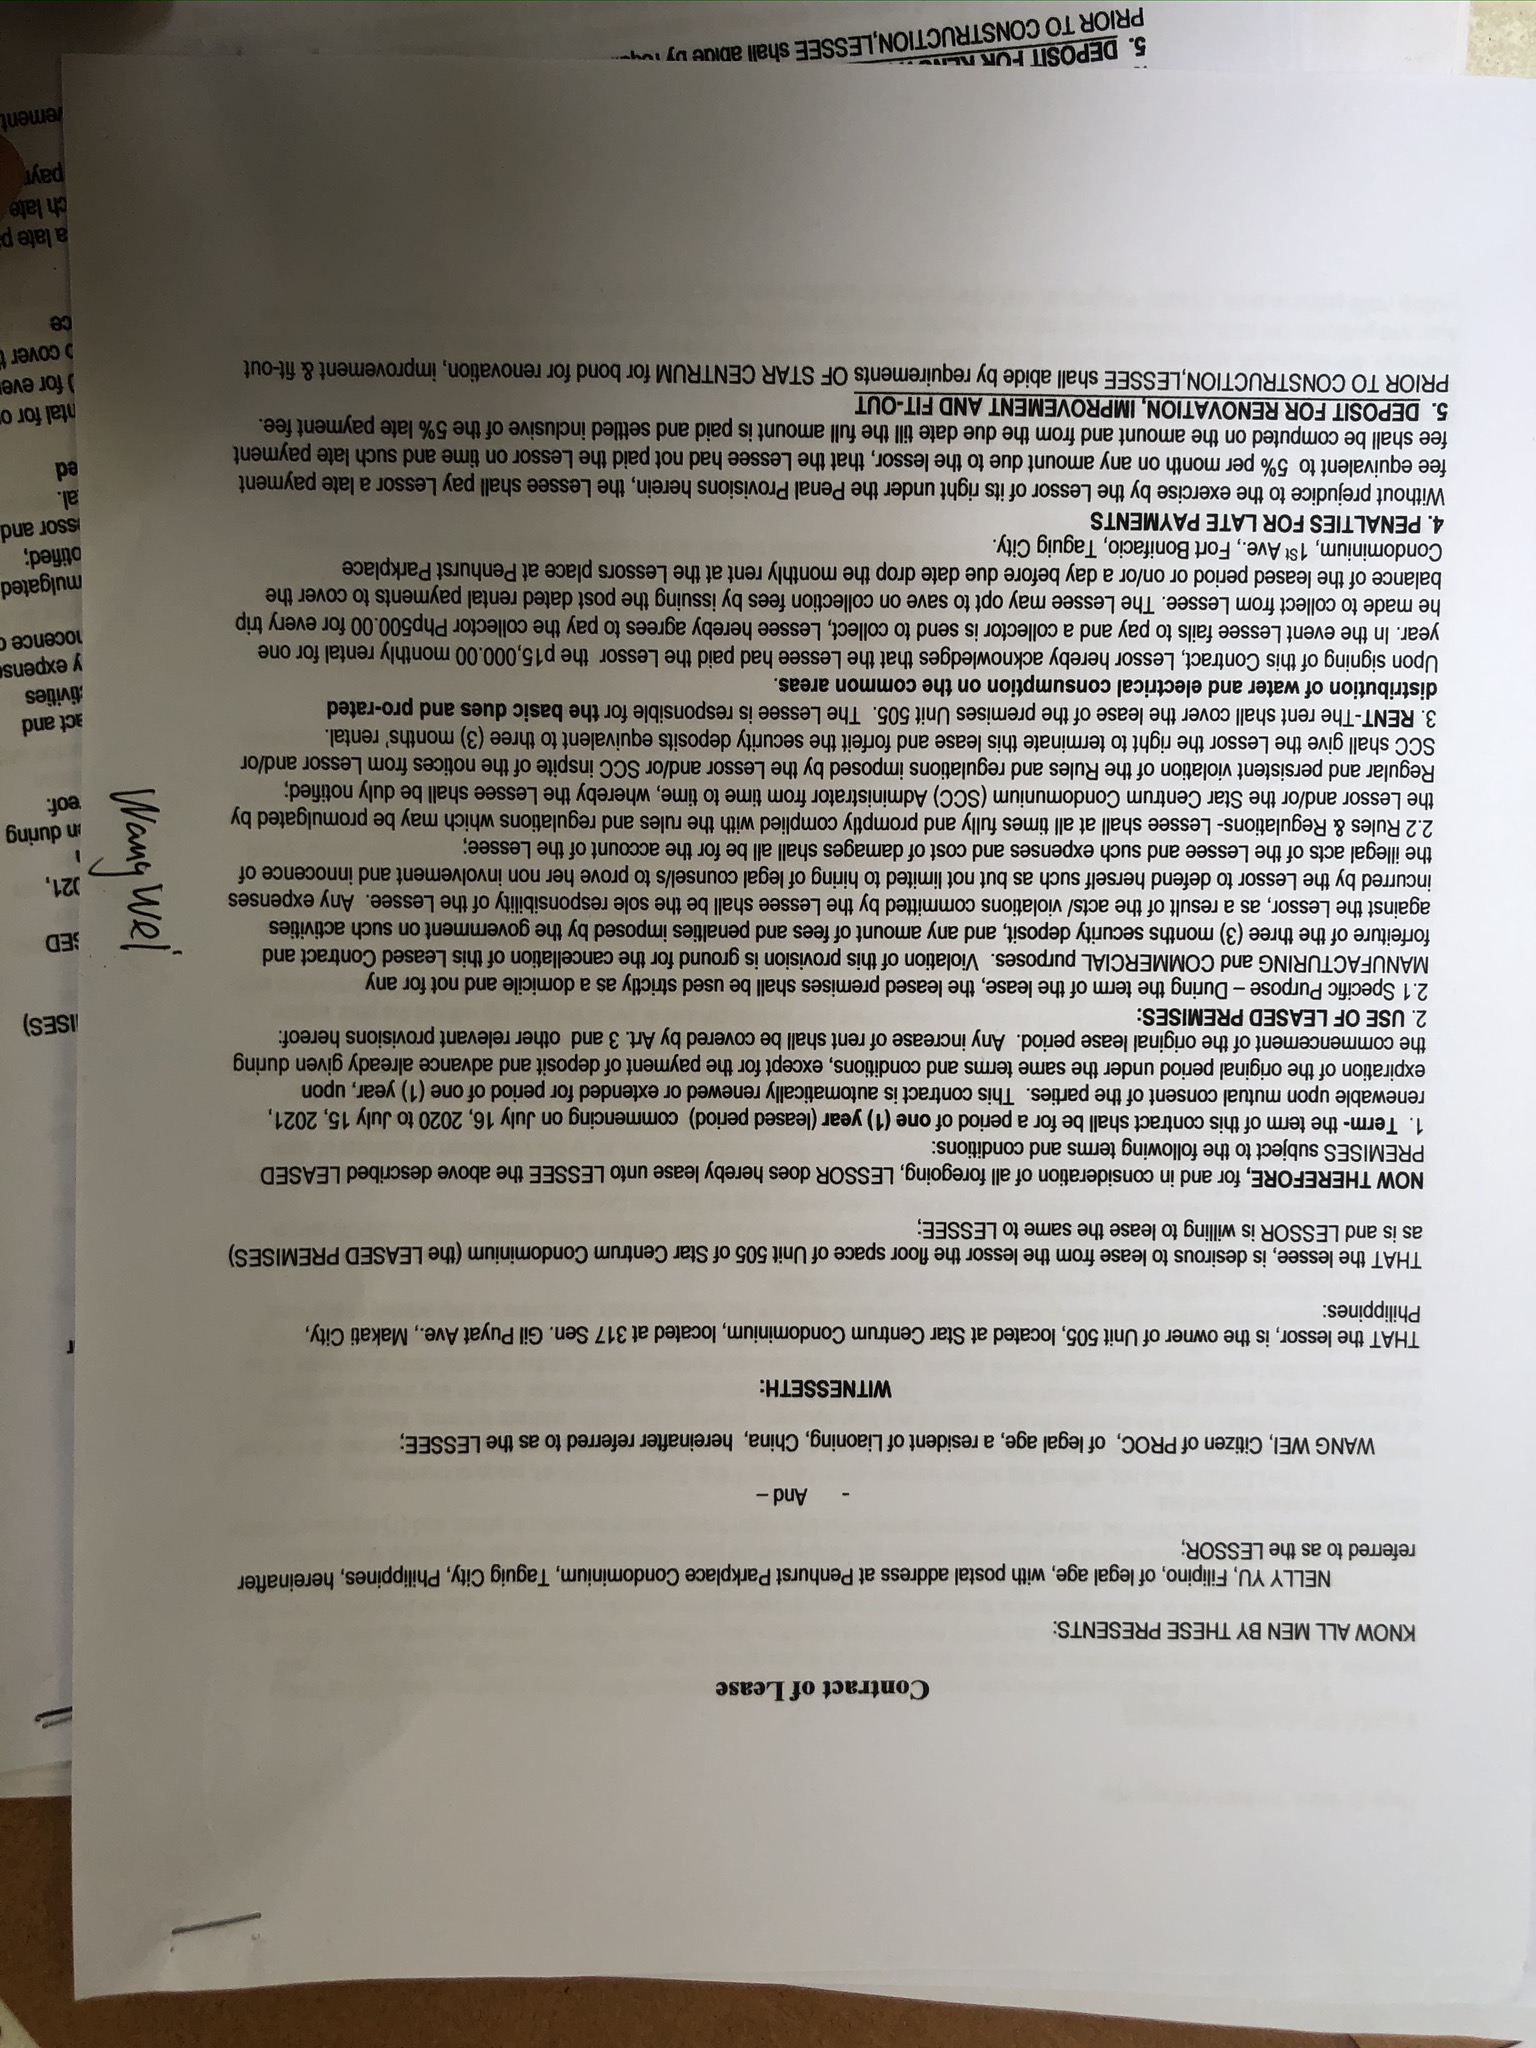 Contract of Lease
KNOW ALL MEN BY THESE PRESENTS:
NELLY YU, Filipino, of legal age, with postal address at Penhurst Parkplace Condominium, Taguig City, Philippines, hereinafter
referred to as the LESSOR;
- And –
WANG WEI, Citizen of PROC, of legal age, a resident of Liaoning, China, hereinafter referred to as the LESSEE;
WITNESSETH:
THAT the lessor, is the owner of Unit 505, located at Star Centrum Condominium, located at 317 Sen. Gil Puyat Ave., Makati City,
Philippines:
THAT the lessee, is desirous to lease from the lessor the floor space of Unit 505 of Star Centrum Condominium (the LEASED PREMISES)
as is and LESSOR is willing to lease the same to LESSEE;
NOW THEREFORE, for and in consideration of all foregoing, LESSOR does hereby lease unto LESSEE the above described LEASED
PREMISES subject to the following terms and conditions:
1. Term- the term of this contract shall be for a period of one (1) year (leased period) commencing on July 16, 2020 to July 15, 2021,
renewable upon mutual consent of the parties. This contract is automatically renewed or extended for period of one (1) year, upon
expiration of the original period under the same terms and conditions, except for the payment of deposit and advance already given during
the commencement of the original lease period. Any increase of rent shall be covered by Art. 3 and other relevant provisions hereof:
2. USE OF LEASED PREMISES:
2.1 Specific Purpose – During the term of the lease, the leased premises shall be used strictly as a domicile and not for any
MANUFACTURING and COMMERCIAL purposes. Violation of this provision is ground for the cancellation of this Leased Contract and
forfeiture of the three (3) months security deposit, and any amount of fees and penalties imposed by the government on such activities
against the Lessor, as a result of the acts/ violations committed by the Lessee shall be the sole responsibility of the Lessee. Any expenses
incurred by the Lessor to defend herself such as but not limited to hiring of legal counsel/s to prove her non involvement and innocence of
the illegal acts of the Lessee and such expenses and cost of damages shall all be for the account of the Lessee;
2.2 Rules & Regulations- Lessee shall at all times fully and promptly complied with the rules and regulations which may be promulgated by
the Lessor and/or the Star Centrum Condomunium (SCC) Administrator from time to time, whereby the Lessee shall be duly notified;
Regular and persistent violation of the Rules and regulations imposed by the Lessor and/or SCC inspite of the notices from Lessor and/or
SCC shall give the Lessor the right to terminate this lease and forfeit the security deposits equivalent to three (3) months' rental.
3. RENT-The rent shall cover the lease of the premises Unit 505. The Lessee is responsible for the basic dues and pro-rated
distribution of water and electrical consumption on the common areas.
Upon signing of this Contract, Lessor hereby acknowledges that the Lessee had paid the Lessor the p15,000.00 monthly rental for one
year. In the event Lessee fails to pay and a collector is send to collect, Lessee hereby agrees to pay the collector Php500.00 for every trip
he made to collect from Lessee. The Lessee may opt to save on collection fees by issuing the post dated rental payments to cover the
balance of the leased period or on/or a day before due date drop the monthly rent at the Lessors place at Penhurst Parkplace
Condominium, 1St Ave., Fort Bonifacio, Taguig City.
4. PENALTIES FOR LATE PAYMENTS
Without prejudice to the exercise by the Lessor of its right under the Penal Provisions herein, the Lessee shall pay Lessor a late payment
fee equivalent to 5% per month on any amount due to the lessor, that the Lessee had not paid the Lessor on time and such late payment
fee shall be computed on the amount and from the due date till the full amount is paid and settled inclusive of the 5% late payment fee.
5. DEPOSIT FOR RENOVATION, IMPROVEMENT AND FIT-OUT
PRIOR TO CONSTRUCTION,LESSEE shall abide by requirements OF STAR CENTRUM for bond for renovation, improvement & fit-out
Wang Wei
ISES)
SED
021,
n during
eof:
act and
tivities
y expense
nocence o
mulgated
otified;
essor and
al.
ed
ntal for o
) for ever
o cover t
ce
a late p
ch late
pay
vement
5. DEPOSIT FOR
PRIOR TO CONSTRUCTION,LESSEE shall abide by